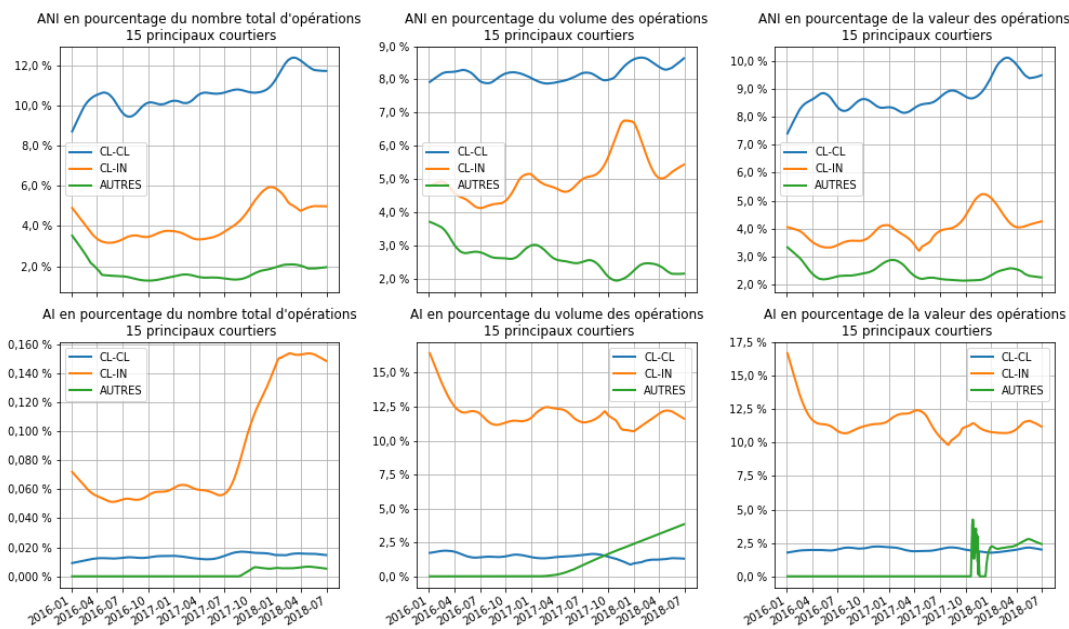 ANI en pourcentage du nombre total d'opérations
15 principaux courtiers
12,0 %
10,0 %
8,0 %
6,0 %
4,0 %
2,0 %
CL-CL
CL-IN
AUTRES
ANI en pourcentage du volume des opérations
15 principaux courtiers
9,0 %
8,0 %
7,0 %
6,0 %
5,0 %
4,0 %
3,0 %
2,0 %
CL-CL
CL-IN
AUTRES
ANI en pourcentage de la valeur des opérations
15 principaux courtiers
10,0 %
9,0 %
8,0 %
7,0 %
6,0 %
5,0 %
4,0 %
3,0 %
2,0 %
CL-CL
CL-IN
AUTRES
AI en pourcentage du nombre total d'opérations
15 principaux courtiers
0,160 %
0,140 %
0,120 %
0,100 %
0,080 %
0,060 %
0,040 %
0,020 %
0,000 %
CL-CL
CL-IN
AUTRES
2016-01
2016-04
2016-07
2016-10
2017-01
2017-04
2017-07
2017-10
2018-01
2018-04
2018-07
AI en pourcentage du volume des opérations
15 principaux courtiers
15,0 %
12,5 %
10,0 %
7,5 %
5,0 %
2,5 %
0,0 %
CL-CL
CL-IN
AUTRES
2016-01
2016-04
2016-07
2016-10
2017-01
2017-04
2017-07
2017-10
2018-01
2018-04
2018-07
AI en pourcentage de la valeur des opérations
15 principaux courtiers
17,5 %
15,0 %
12,5 %
10,0 %
7,5 %
5,0 %
2,5 %
0,0 %
CL-CL
CL-IN
AUTRES
2016-01
2016-04
2016-07
2016-10
2017-01
2017-04
2017-07
2017-10
2018-01
2018-04
2018-07